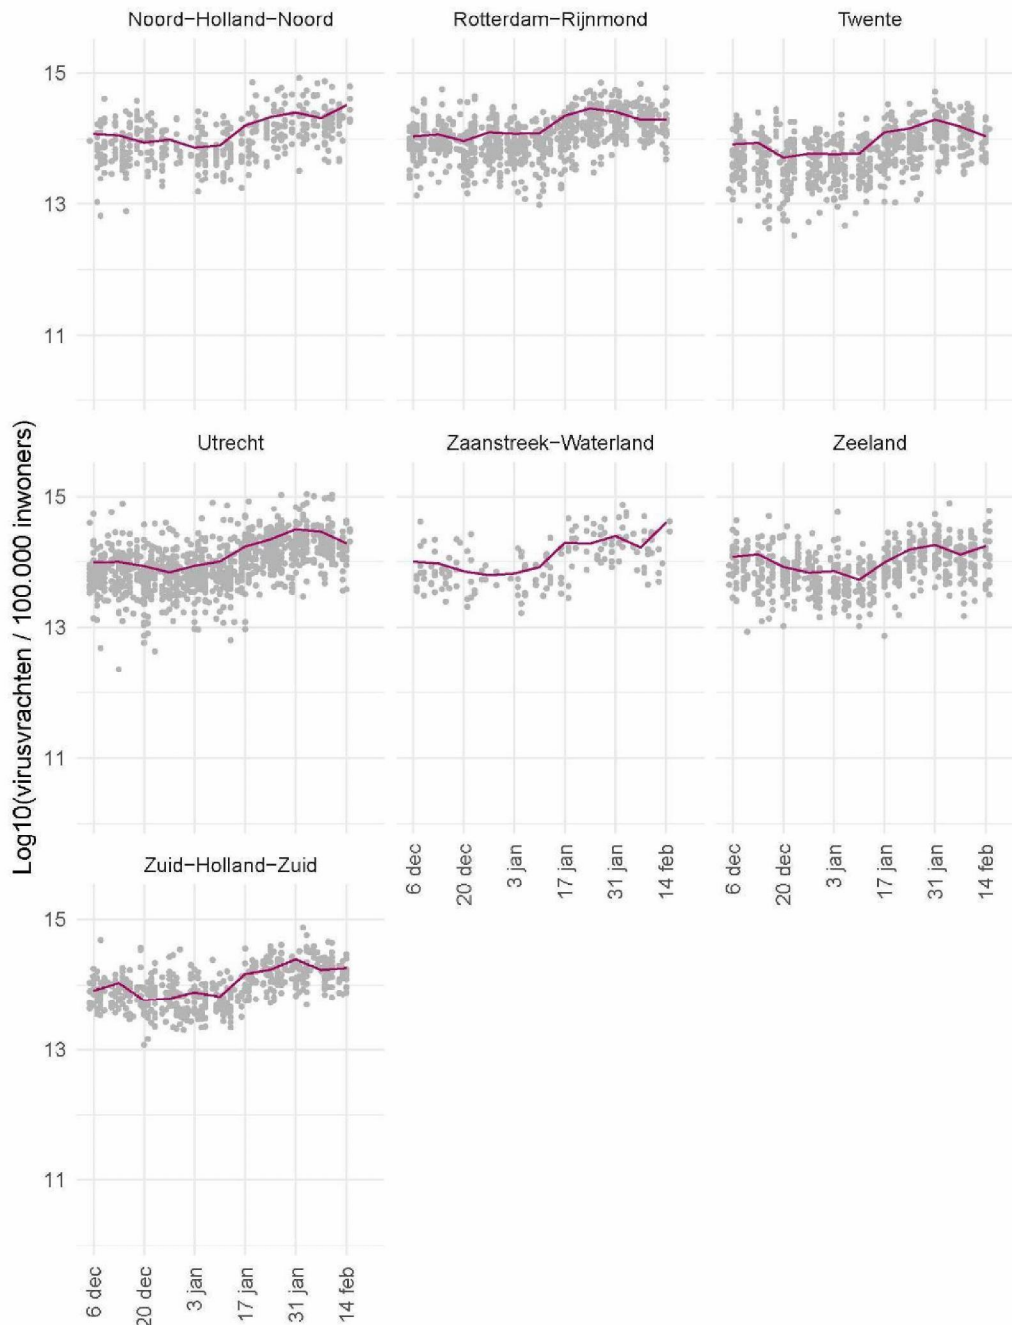 Noord-Holland-Noord
Rotterdam-Rijnmond
Twente
15
13
11
Utrecht
Zaanstreek-Waterland
Zeeland
15
13
11
Log10(virusvrachten / 100.000 inwoners)
6 dec
20 dec
3 jan
17 jan
31 jan
14 feb
6 dec
20 dec
3 jan
17 jan
31 jan
14 feb
Zuid-Holland-Zuid
15
13
11
6 dec
20 dec
3 jan
17 jan
31 jan
14 feb